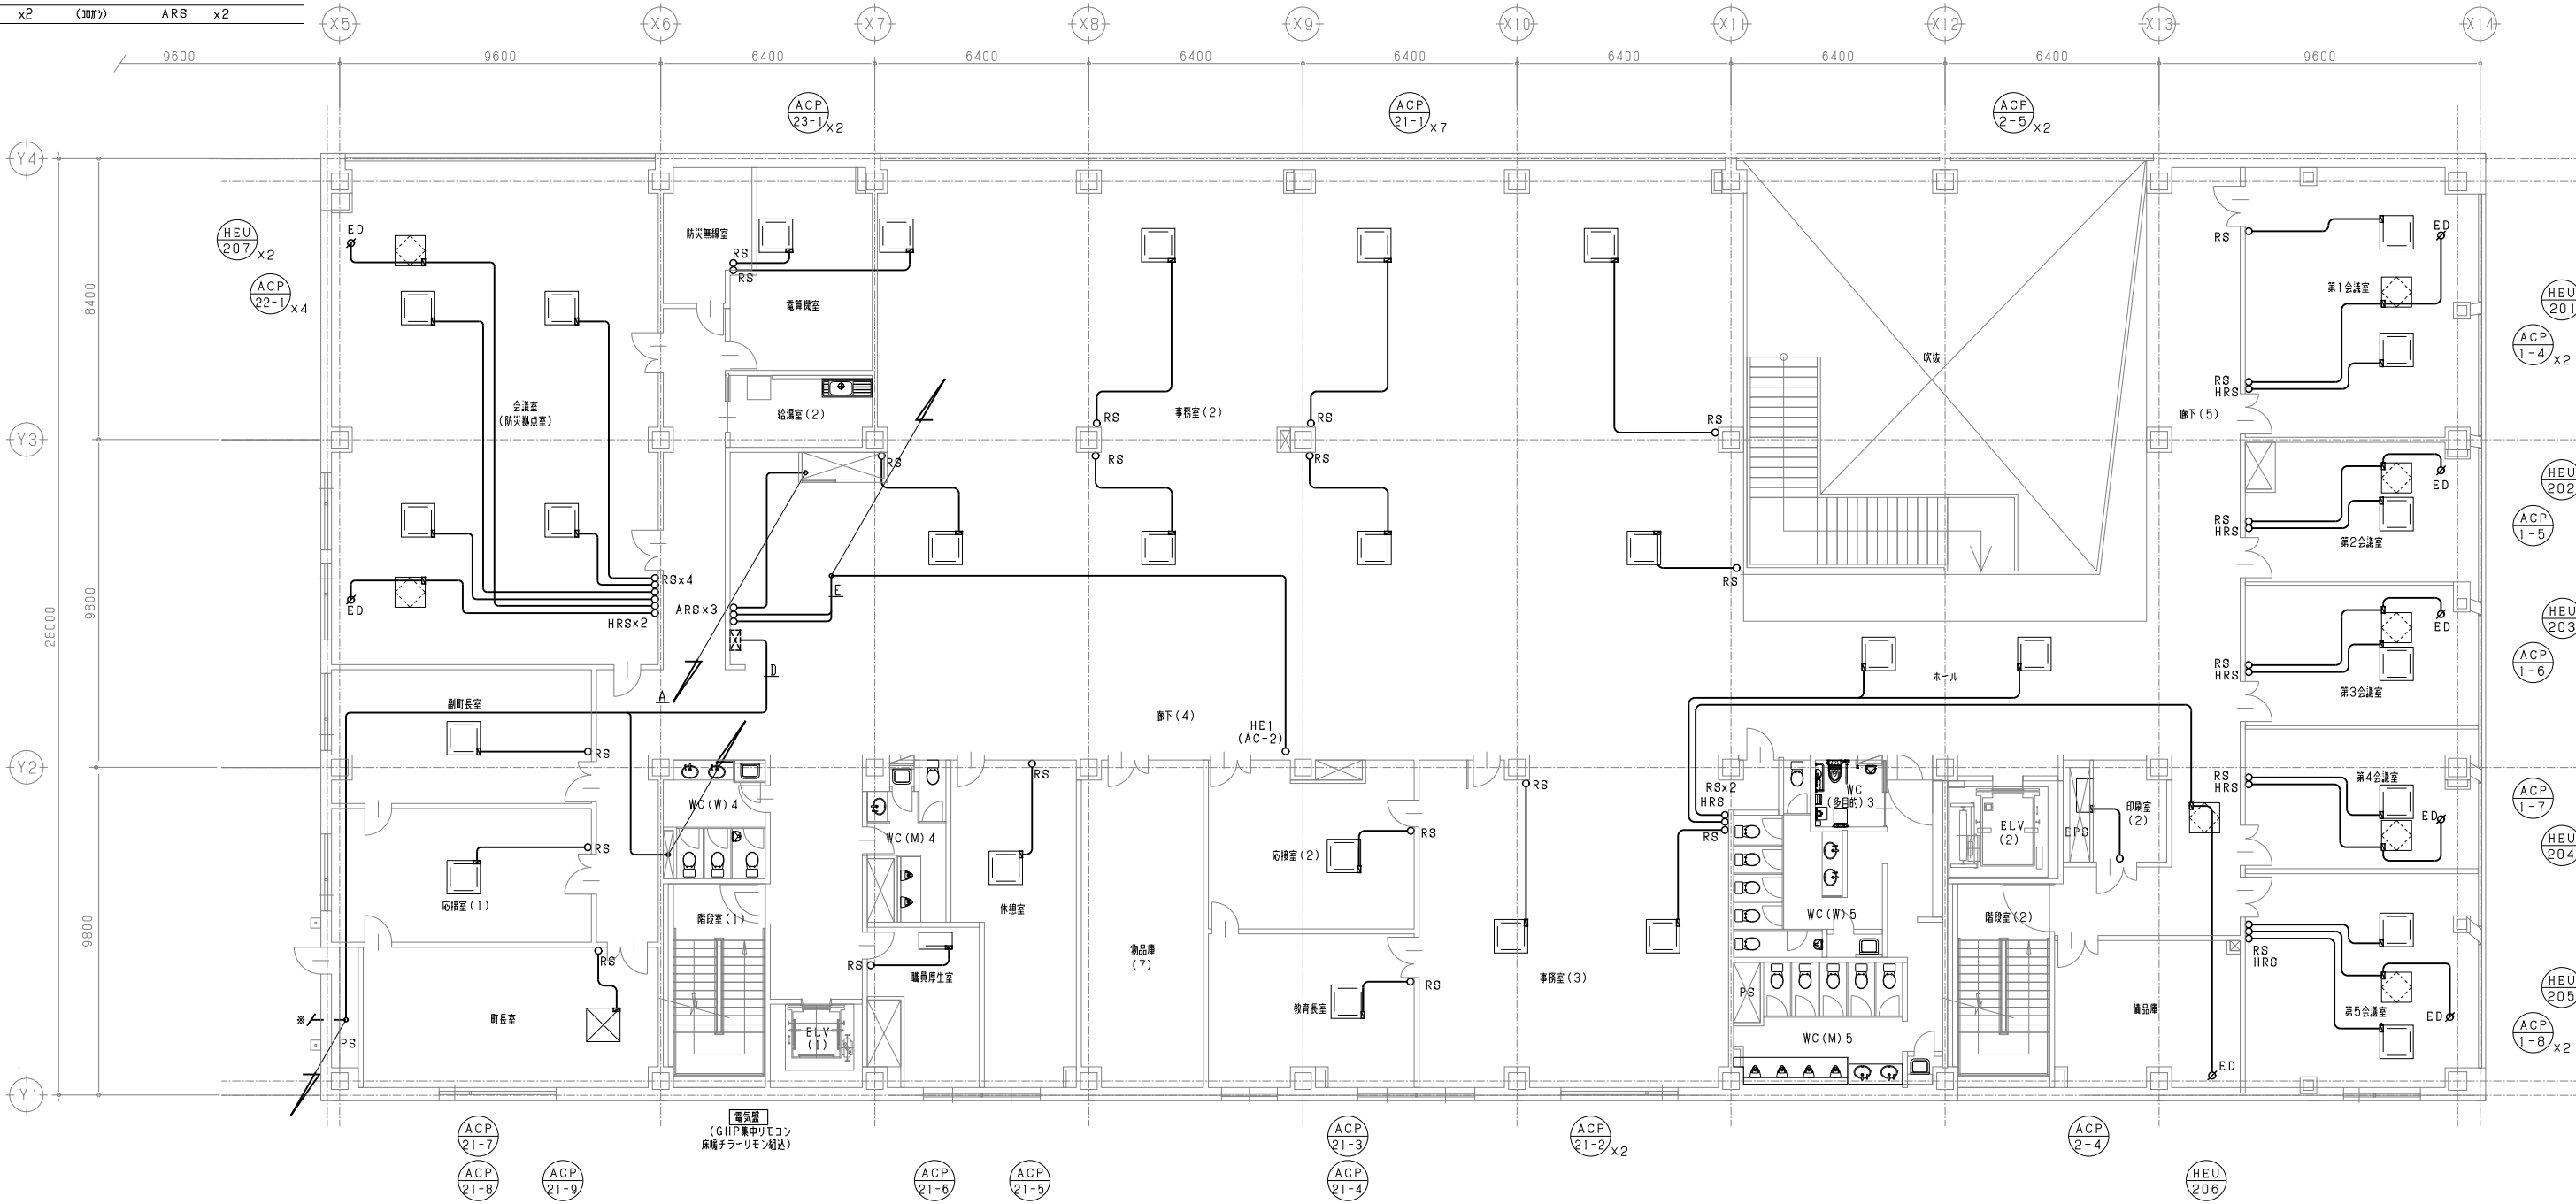 x2 (コロガシ) ARS x2
X5 X6 X7 X8 X9 X10 X11 X12 X13 X14
9600 9600 6400 6400 6400 6400 6400 6400 6400 9600
ACP 23-1 x2
ACP 21-1 x7
ACP 2-5 x2
Y4
HEU 207 x2
ACP 22-1 x4
ED
防災無線室
RS
RS
電算機室
RS
ED
第1会議室
HEU 201
ACP 1-4 x2
8400
会議室
(防災拠点室)
給湯室(2)
RS
事務室(2)
RS
RS
吹抜
RS
HRS
廊下(5)
Y3
RS
RS
RS
ED
HEU 202
RS
HRS
ACP 1-5
第2会議室
9800
28000
ED
RSx4
HRSx2
ARSx3
E
D
A
RS
ED
HEU 203
RS
HRS
ACP 1-6
第3会議室
ホール
副町長室
RS
廊下(4)
HE1
(AC-2)
Y2
WC(W)4
WC(M)4
RS
RS
RSx2
HRS
RS
WC
(多目的)3
ELV
(2)
EPS
印刷室
(2)
RS
HRS
第4会議室
ED
ACP 1-7
HEU 204
応接室(1)
RS
応接室(2)
RS
休憩室
階段室(1)
WC(W)5
階段室(2)
9800
RS
RS
職員厚生室
物品庫
(7)
RS
事務室(3)
PS
RS
HRS
HEU 205
第5会議室
ED
ACP 1-8 x2
※
PS
町長室
ELV
(1)
教育長室
WC(M)5
備品庫
ED
Y1
電気盤
(GHP集中リモコン
床暖チラーリモン組込)
ACP 21-7
ACP 21-3
ACP 21-2 x2
ACP 2-4
ACP 21-8
ACP 21-9
ACP 21-6
ACP 21-5
ACP 21-4
HEU 206